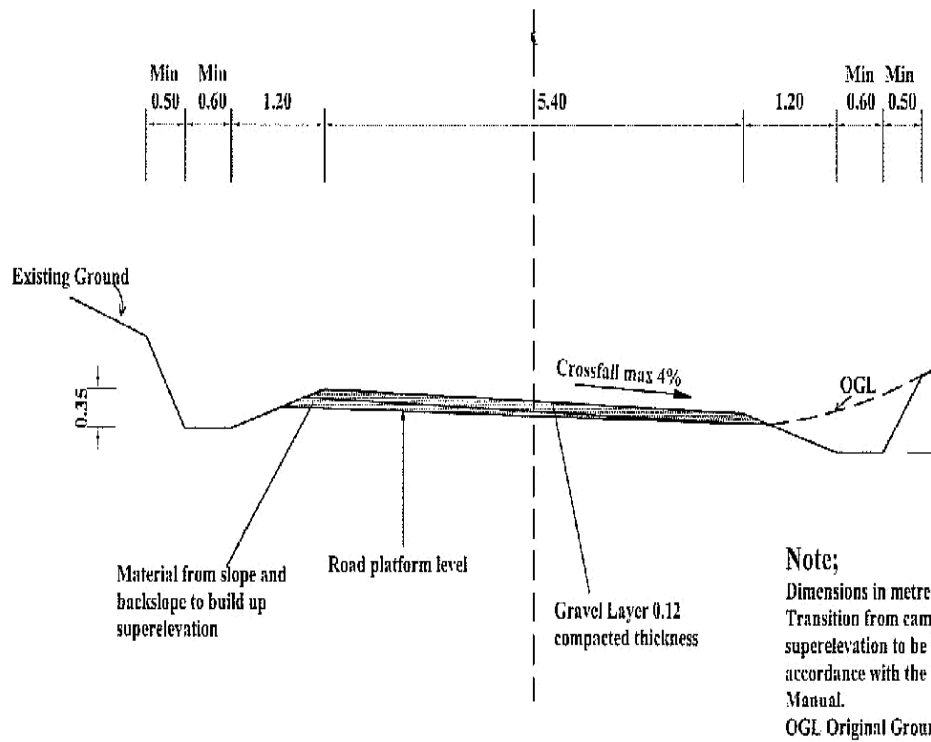 ℄
Min Min Min Min
0.50 0.60 1.20 5.40 1.20 0.60 0.50
Existing Ground
0.35
Crossfall max 4%
OGL
Material from slope and
backslope to build up
superelevation
Road platform level
Gravel Layer 0.12
compacted thickness
Note;
Dimensions in metre
Transition from cam
superelevation to be
accordance with the
Manual.
OGL Original Groun